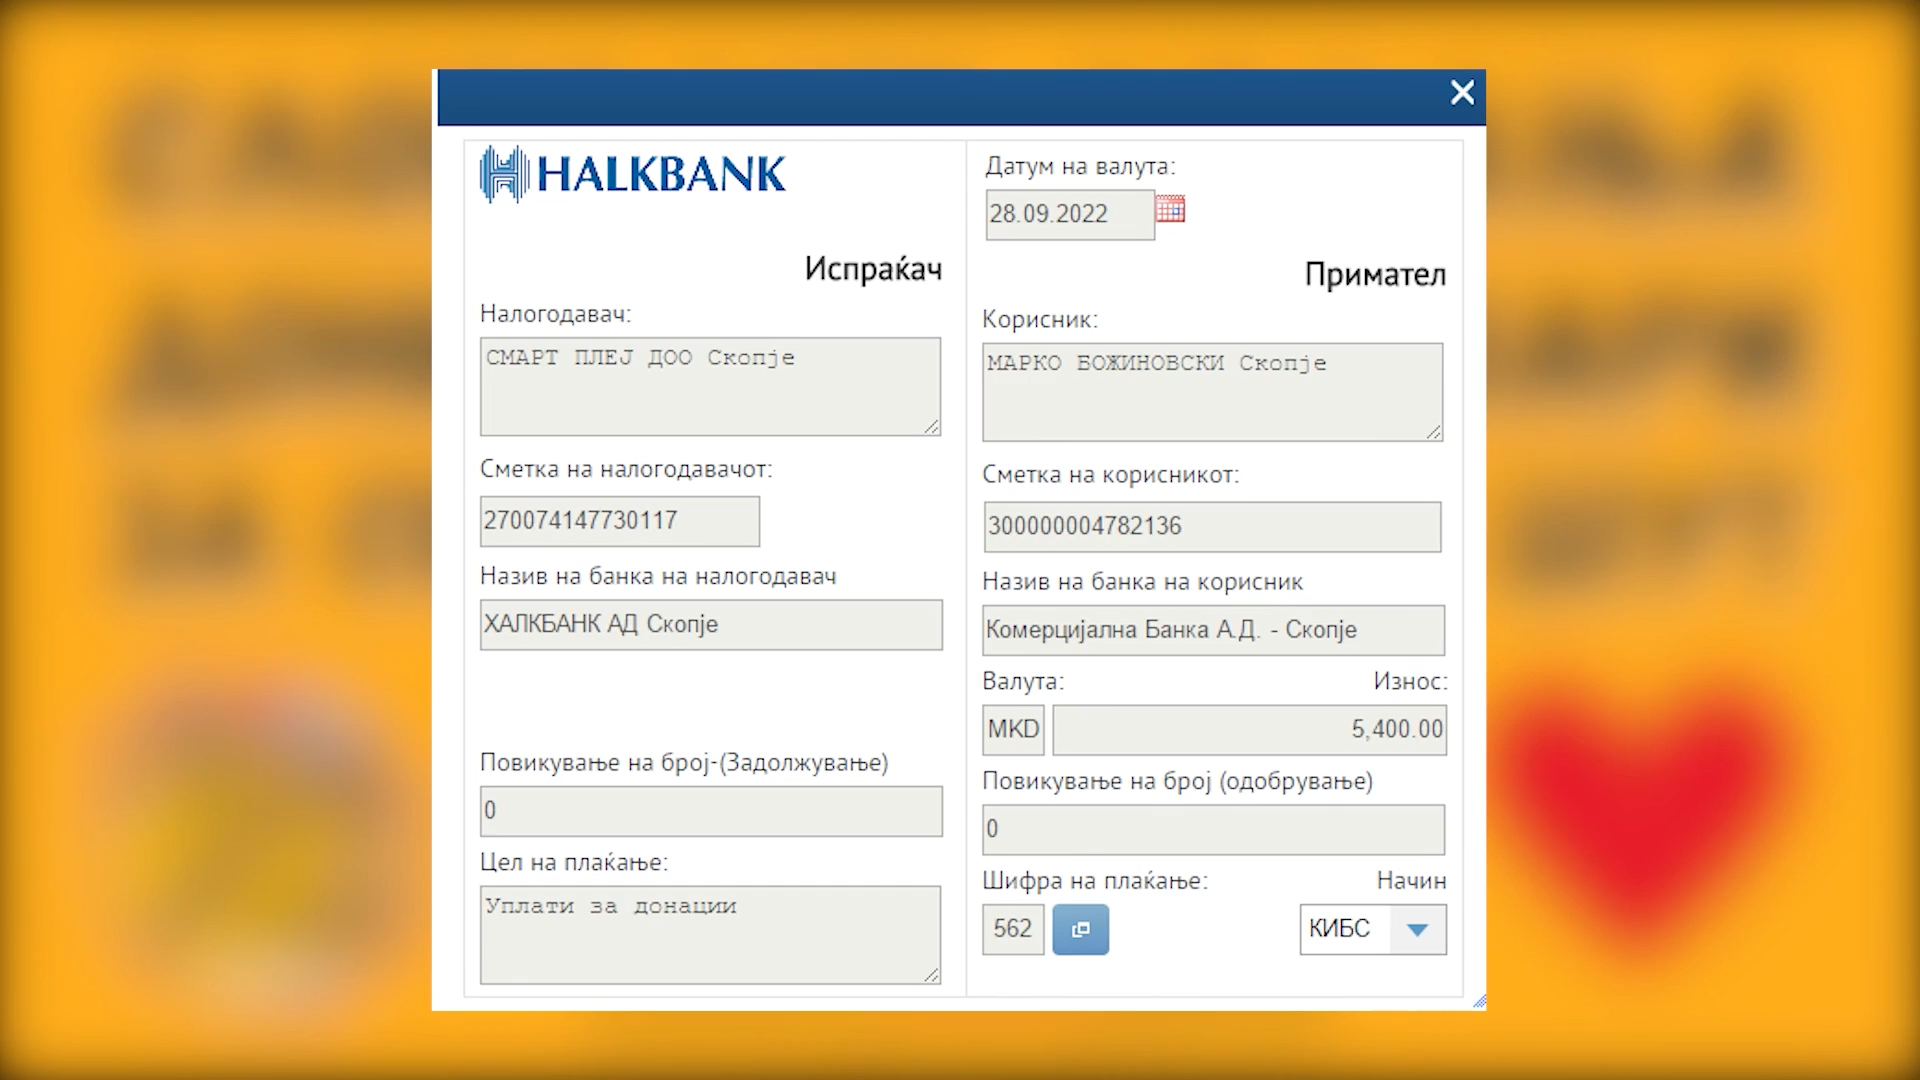 HALKBANK
Испраќач
Налогодавач:
СМАРТ ПЛЕЈ ДОО Скопје
Сметка на налогодавачот:
270074147730117
Назив на банка на налогодавач
ХАЛКБАНК АД Скопје
Повикување на број-(Задолжување)
0
Цел на плаќање:
Уплати за донации
Датум на валута:
28.09.2022
Примател
Корисник:
МАРКО БОЖИНОВСКИ Скопје
Сметка на корисникот:
300000004782136
Назив на банка на корисник
Комерцијална Банка А.Д. - Скопје
Валута: Износ:
MKD 5,400.00
Повикување на број (одобрување)
0
Шифра на плаќање: Начин
562 КИБС